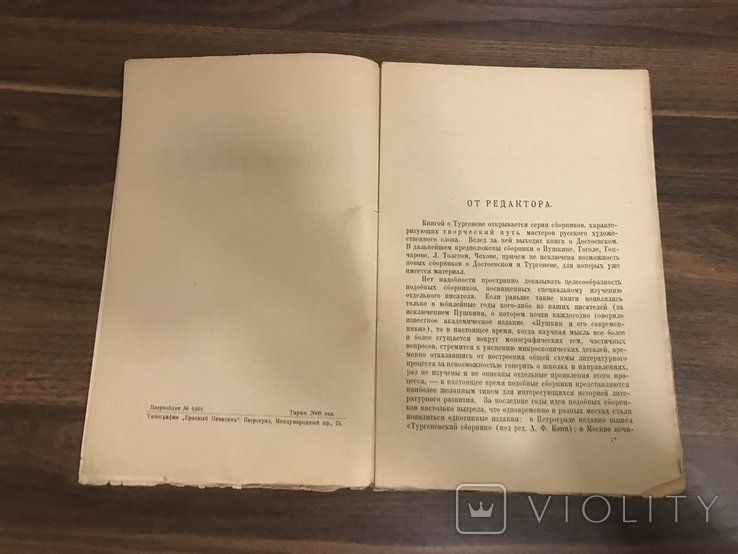 Петрооблит № 6468 Тираж 2000 экз.
Типография „Красный Печатник“. Петроград, Международный пр., 75.
ОТ РЕДАКТОРА.
Книгой о Тургеневе открывается серия сборников, характе-
ризующих творческий путь мастеров русского художе-
ственного слова. Вслед за ней выходит книга о Достоевском.
В дальнейшем предположены сборники о Пушкине, Гоголе, Гон-
чарове, Л. Толстом, Чехове, причем не исключена возможность
новых сборников о Достоевском и Тургеневе, для которых уже
имеется материал.
Нет надобности пространно доказывать целесообразность
подобных сборников, посвященных специальному изучению
отдельного писателя. Если раньше такие книги появлялись
только в юбилейные годы кого-либо из наших писателей (за
исключением Пушкина, о котором почти каждогодно говорило
известное академическое издание «Пушкин и его современ-
ники»), то в настоящее время, когда научная мысль все более
и более сгущается вокруг монографических тем, частичных
вопросов, стремится к уяснению микроскопических деталей, вре-
менно отказавшись от построения общей схемы литературного
процесса за невозможностью говорить о школах и направлениях,
раз не изучены и не описаны отдельные проявления этого про-
цесса, — в настоящее время подобные сборники представляются
наиболее желанным типом для интересующихся историей лите-
ратурного развития. За последние годы идея подобных сборни-
ков настолько вызрела, что одновременно в разных местах стали
появляться однотипные издания: в Петрограде недавно вышел
«Тургеневский сборник» (под ред. А. Ф. Кони); в Москве печа-
1*
VIOLITY